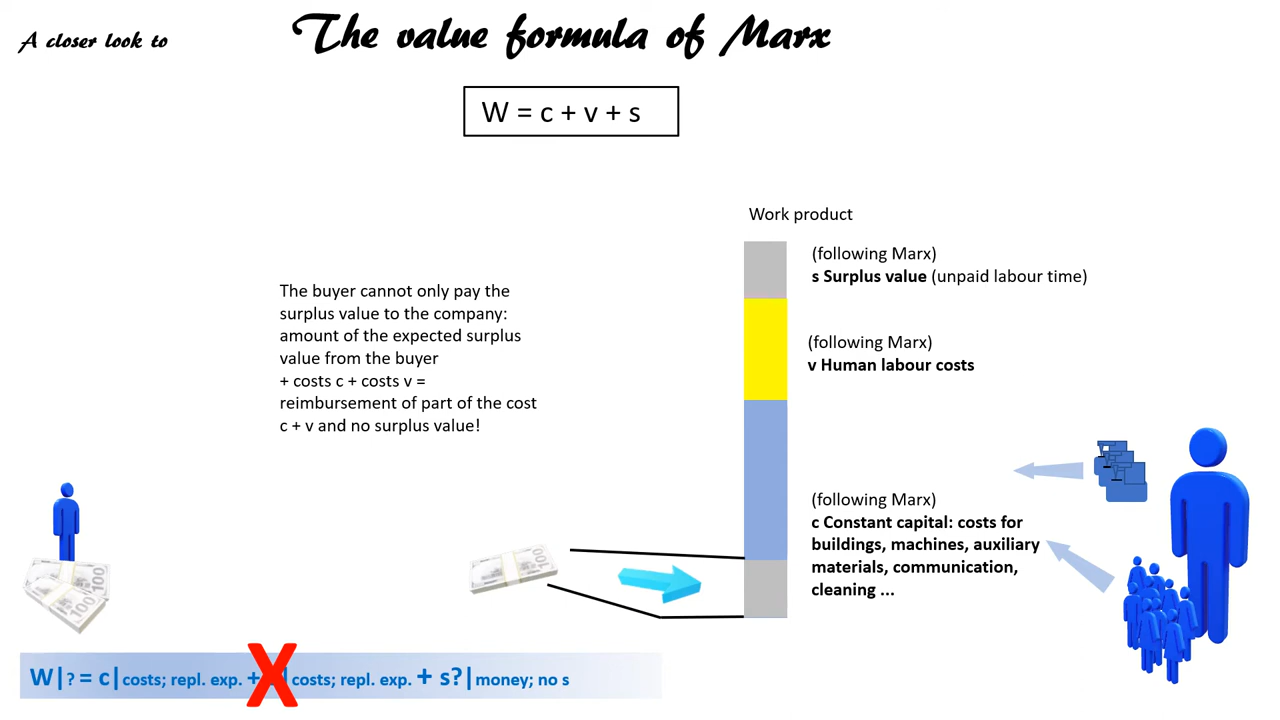 A closer look to
The value formula of Marx
W = c + v + s
Work product
(following Marx)
s Surplus value (unpaid labour time)
The buyer cannot only pay the
surplus value to the company:
amount of the expected surplus
value from the buyer
+ costs c + costs v =
reimbursement of part of the cost
c + v and no surplus value!
(following Marx)
v Human labour costs
(following Marx)
c Constant capital: costs for
buildings, machines, auxiliary
materials, communication,
cleaning ...
100
100
100
W|? = c|costs; repl. exp. + | costs; repl. exp. + s?|money; no s